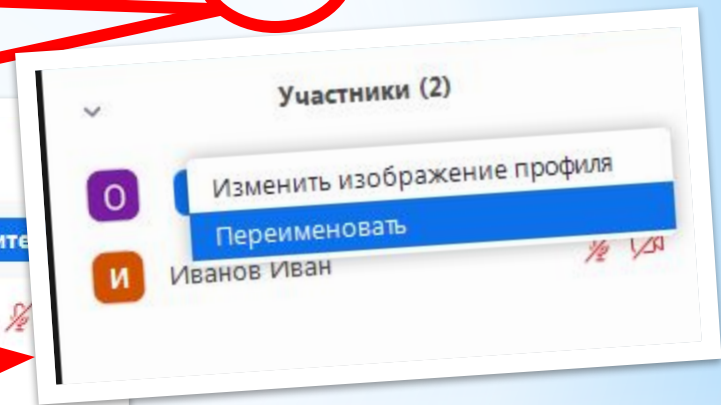 Участники (2)
О
Изменить изображение профиля
Переименовать
И
Иванов Иван